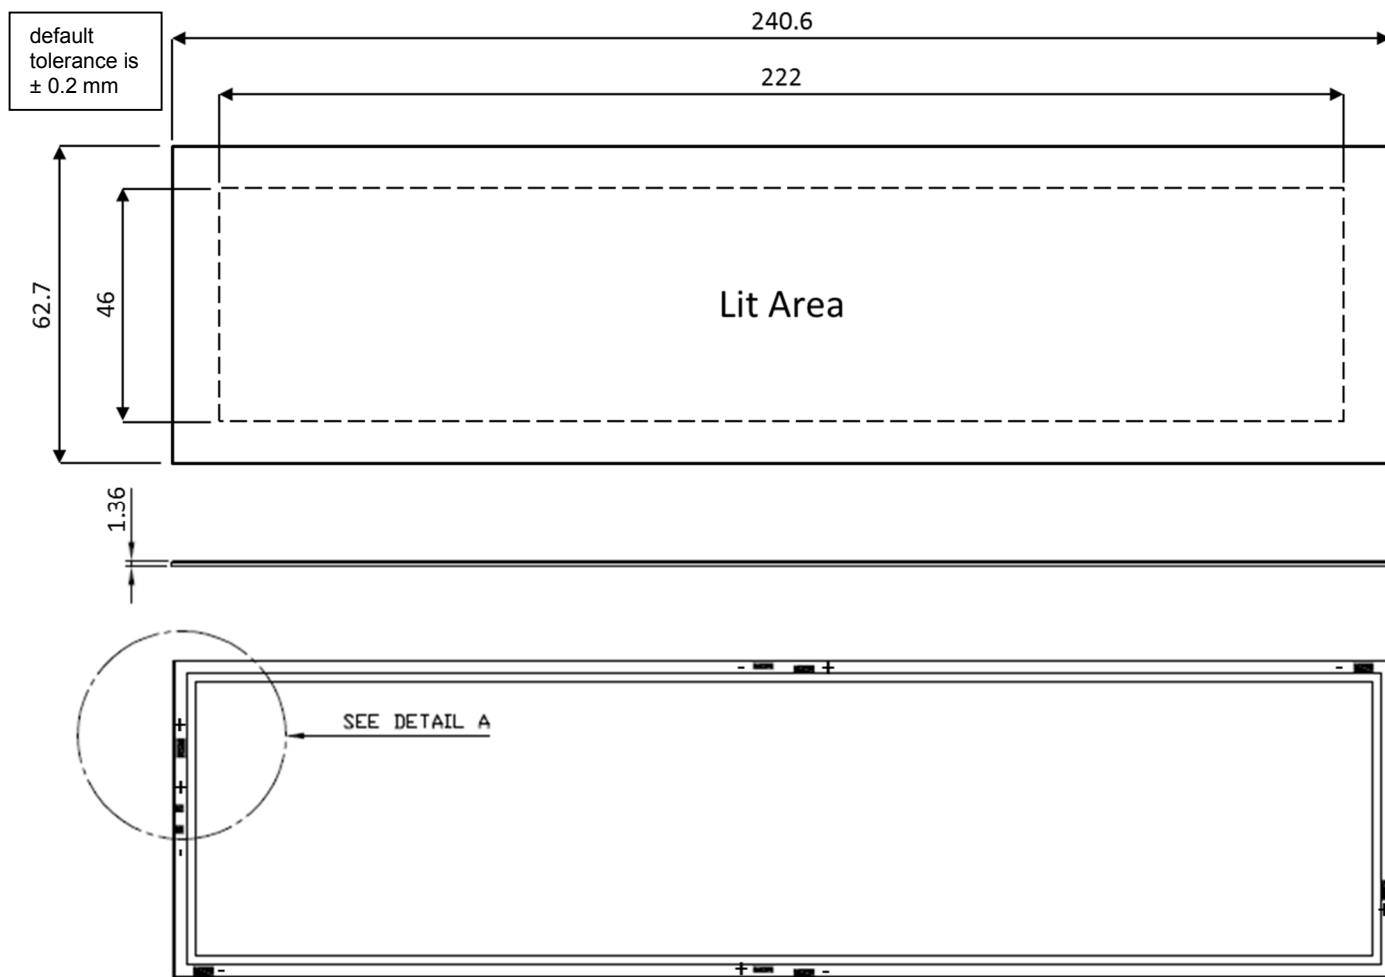 default
tolerance is
± 0.2 mm
240.6
222
62.7
46
Lit Area
1.36
- +
-
SEE DETAIL A
+
+
-
+
-
+ -